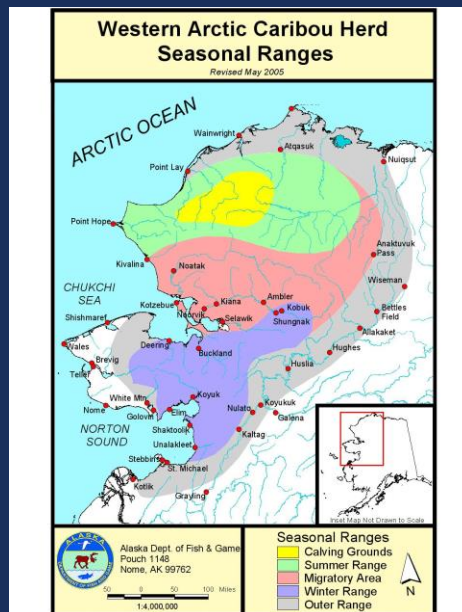 Western Arctic Caribou Herd
Seasonal Ranges
Revised May 2005
ARCTIC OCEAN
Wainwright
Atqasuk
Nuiqsut
Point Lay
Point Hope
Anaktuvuk
Pass
Kivalina
Noatak
Wiseman
CHUKCHI
SEA
Kotzebue
Kiana
Ambler
Kobuk
Bettles
Field
Noorvik
Selawik
Shungnak
Shishmaref
Allakaket
Wales
Deering
Buckland
Hughes
Brevig
Huslia
Teller
White Mtn
Koyuk
Nome
Golovin
Elim
Nulato
Koyukuk
Galena
Shaktoolik
NORTON
SOUND
Unalakleet
Kaltag
Stebbins
St. Michael
Kotlik
Grayling
Inset Map Not Drawn to Scale
ALASKA
Alaska Dept. of Fish & Game
Pouch 1148
Nome, AK 99762
50 0 50 100 Miles
1:4,000,000
Seasonal Ranges
Calving Grounds
Summer Range
Migratory Area
Winter Range
Outer Range
N